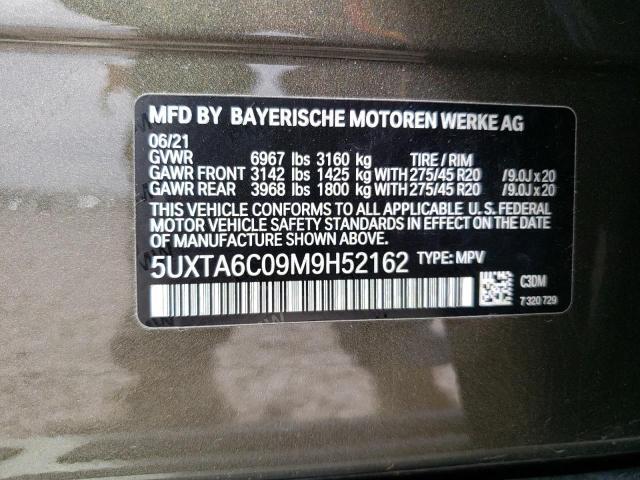 MFD BY BAYERISCHE MOTOREN WERKE AG
06/21
GVWR 6967 lbs 3160 kg TIRE / RIM
GAWR FRONT 3142 lbs 1425 kg WITH 275/45 R20 /9.0J x 20
GAWR REAR 3968 lbs 1800 kg WITH 275/45 R20 /9.0J x 20
THIS VEHICLE CONFORMS TO ALL APPLICABLE U.S. FEDERAL
MOTOR VEHICLE SAFETY STANDARDS IN EFFECT ON THE DATE
OF MANUFACTURE SHOWN ABOVE.
5UXTA6C09M9H52162 TYPE: MPV
C3DM
7 320 729